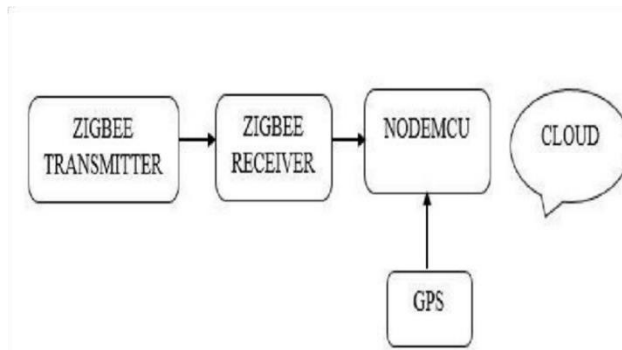 ZIGBEE
TRANSMITTER
ZIGBEE
RECEIVER
NODEMCU
CLOUD
GPS